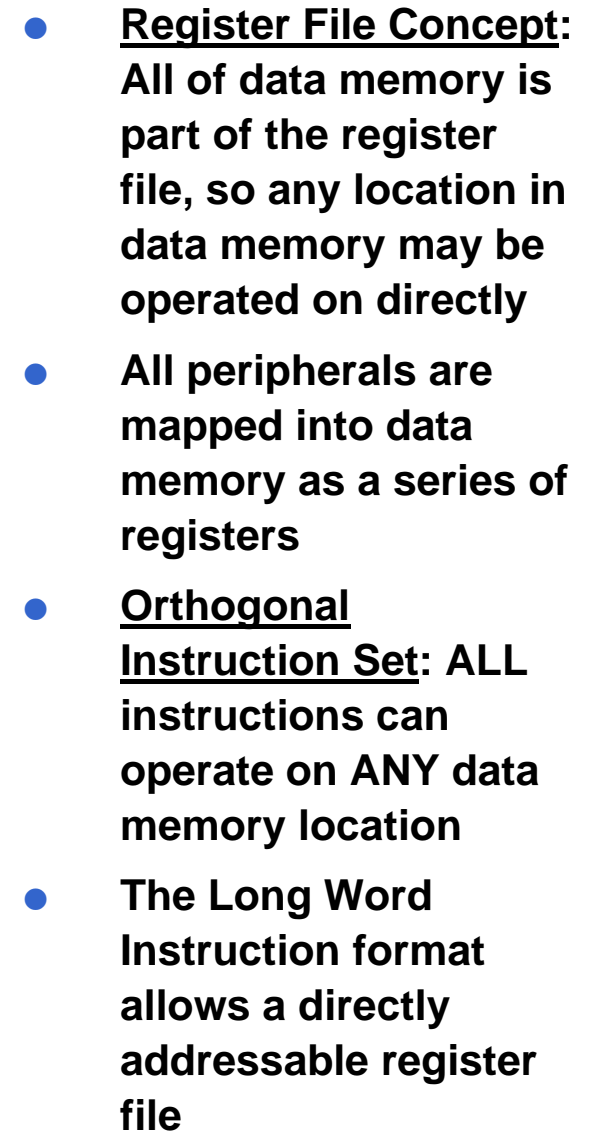 ● Register File Concept:
All of data memory is
part of the register
file, so any location in
data memory may be
operated on directly
● All peripherals are
mapped into data
memory as a series of
registers
● Orthogonal
Instruction Set: ALL
instructions can
operate on ANY data
memory location
● The Long Word
Instruction format
allows a directly
addressable register
file